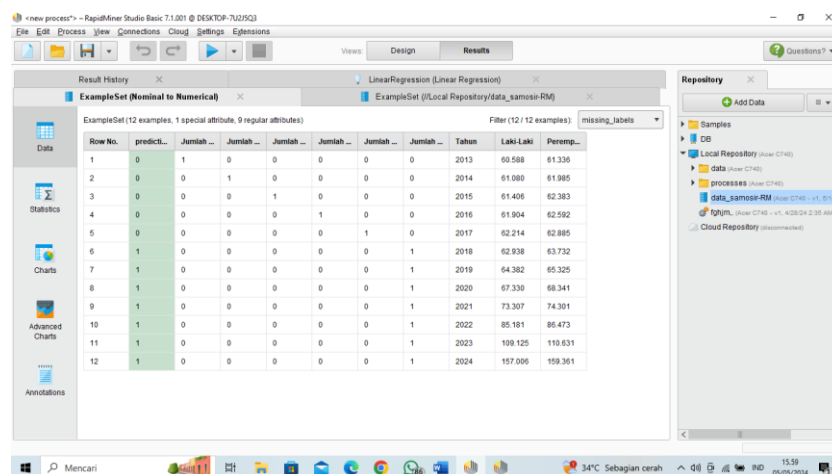 <new process*> – RapidMiner Studio Basic 7.1.001 @ DESKTOP-7U2JSQ3
File Edit Process View Connections Cloud Settings Extensions
Views: Design Results Questions?
Result History LinearRegression (Linear Regression)
ExampleSet (Nominal to Numerical) ExampleSet (//Local Repository/data_samosir-RM)
ExampleSet (12 examples, 1 special attribute, 9 regular attributes) Filter (12 / 12 examples): missing_labels
Row No. predicti... Jumlah ... Jumlah ... Jumlah ... Jumlah ... Jumlah ... Jumlah ... Tahun Laki-Laki Peremp...
1 0 1 0 0 0 0 0 2013 60.588 61.336
2 0 0 1 0 0 0 0 2014 61.080 61.985
3 0 0 0 1 0 0 0 2015 61.406 62.383
4 0 0 0 0 1 0 0 2016 61.904 62.592
5 0 0 0 0 0 1 0 2017 62.214 62.885
6 1 0 0 0 0 0 1 2018 62.938 63.732
7 1 0 0 0 0 0 1 2019 64.382 65.325
8 1 0 0 0 0 0 1 2020 67.330 68.341
9 1 0 0 0 0 0 1 2021 73.307 74.301
10 1 0 0 0 0 0 1 2022 85.181 86.473
11 1 0 0 0 0 0 1 2023 109.125 110.631
12 1 0 0 0 0 0 1 2024 157.006 159.361
Data
Statistics
Charts
Advanced
Charts
Annotations
Repository
Add Data
Samples
DB
Local Repository (Acer C740)
data (Acer C740)
processes (Acer C740)
data_samosir-RM (Acer C740 – v1, 5/
fghjm,. (Acer C740 – v1, 4/28/24 2:35 AM
Cloud Repository (disconnected)
Mencari 34°C Sebagian cerah IND 15.59
05/05/2024